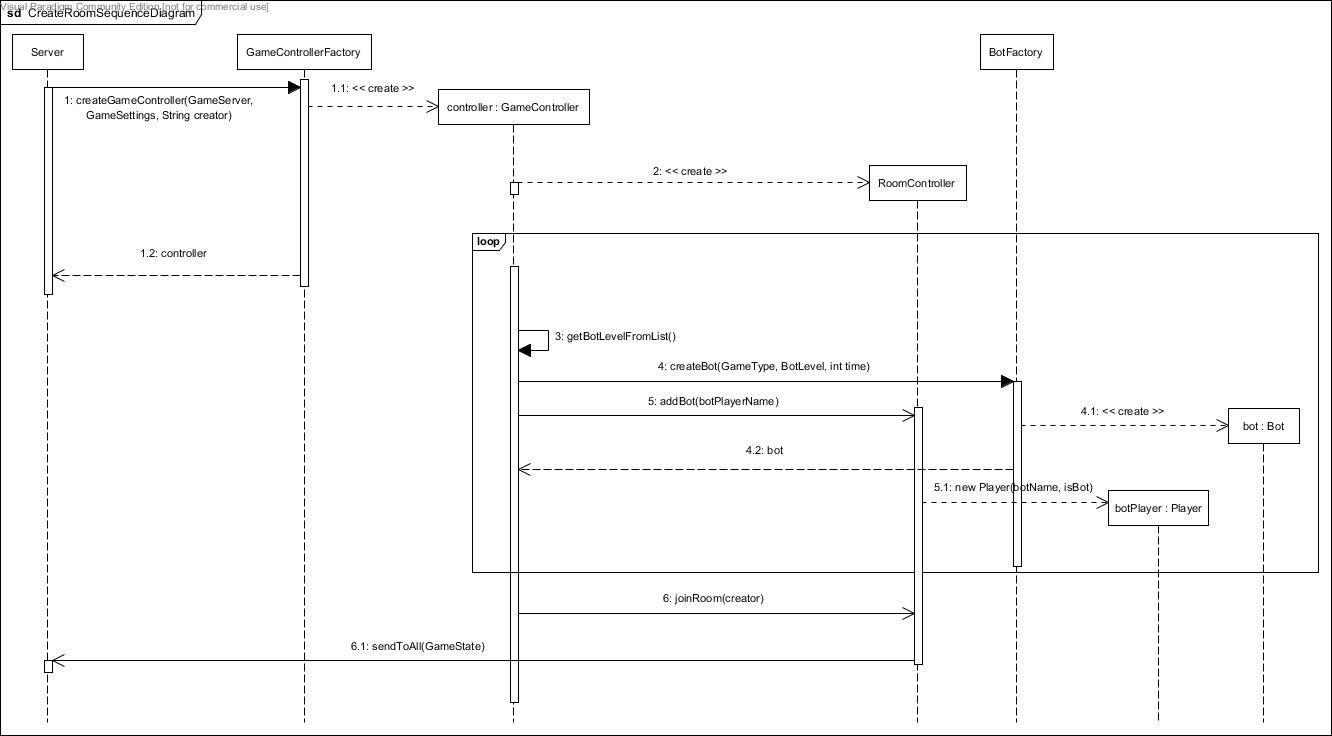 Visual Paradigm Community Edition [not for commercial use]
sd CreateRoomSequenceDiagram
Server
GameControllerFactory
BotFactory
1: createGameController(GameServer,
GameSettings, String creator)
1.1: << create >>
controller : GameController
2: << create >>
RoomController
loop
1.2: controller
3: getBotLevelFromList()
4: createBot(GameType, BotLevel, int time)
5: addBot(botPlayerName)
4.1: << create >>
bot : Bot
4.2: bot
5.1: new Player(botName, isBot)
botPlayer : Player
6: joinRoom(creator)
6.1: sendToAll(GameState)